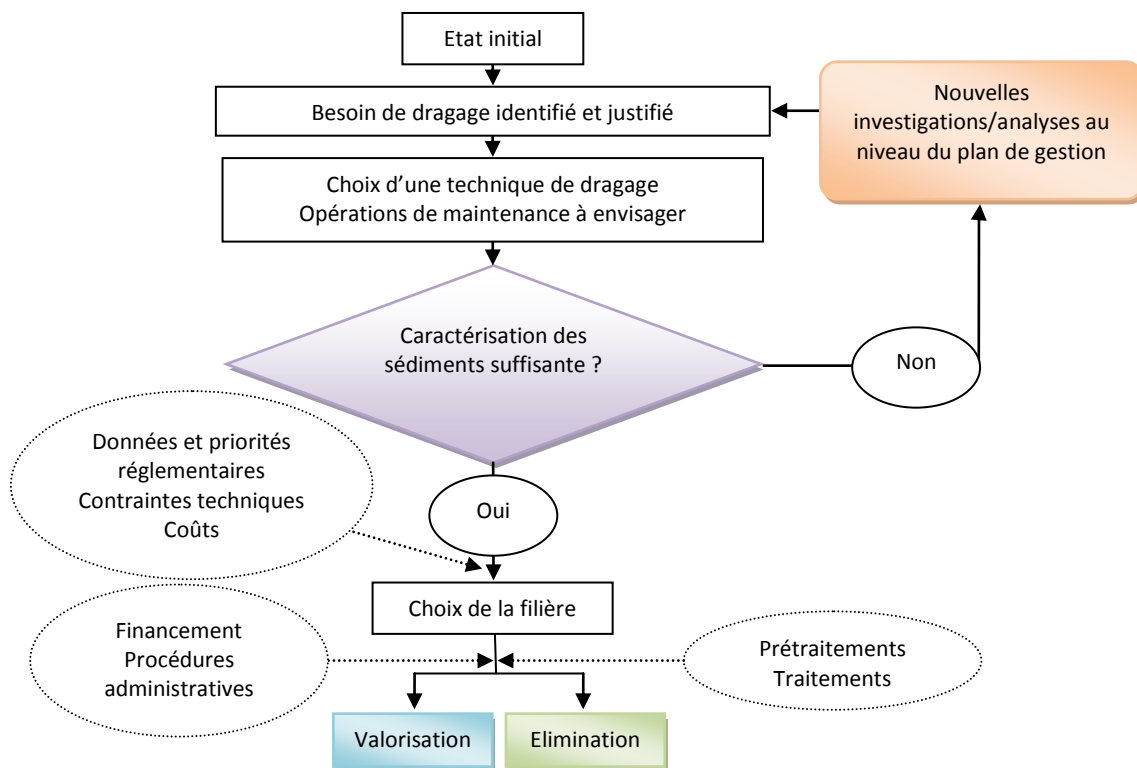 Etat initial
Besoin de dragage identifié et justifié
Nouvelles
investigations/analyses au
niveau du plan de gestion
Choix d’une technique de dragage
Opérations de maintenance à envisager
Caractérisation des
sédiments suffisante ?
Non
Données et priorités
réglementaires
Contraintes techniques
Coûts
Oui
Choix de la filière
Financement
Procédures
administratives
Prétraitements
Traitements
Valorisation
Elimination